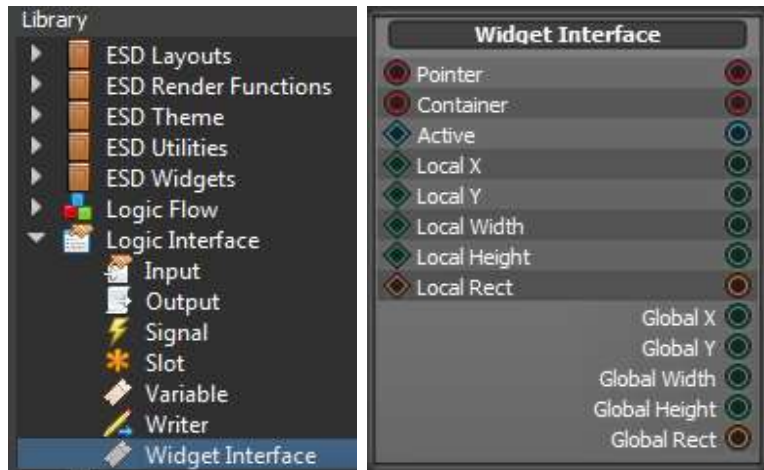 Library
ESD Layouts
ESD Render Functions
ESD Theme
ESD Utilities
ESD Widgets
Logic Flow
Logic Interface
Input
Output
Signal
Slot
Variable
Writer
Widget Interface
Widget Interface
Pointer
Container
Active
Local X
Local Y
Local Width
Local Height
Local Rect
Global X
Global Y
Global Width
Global Height
Global Rect